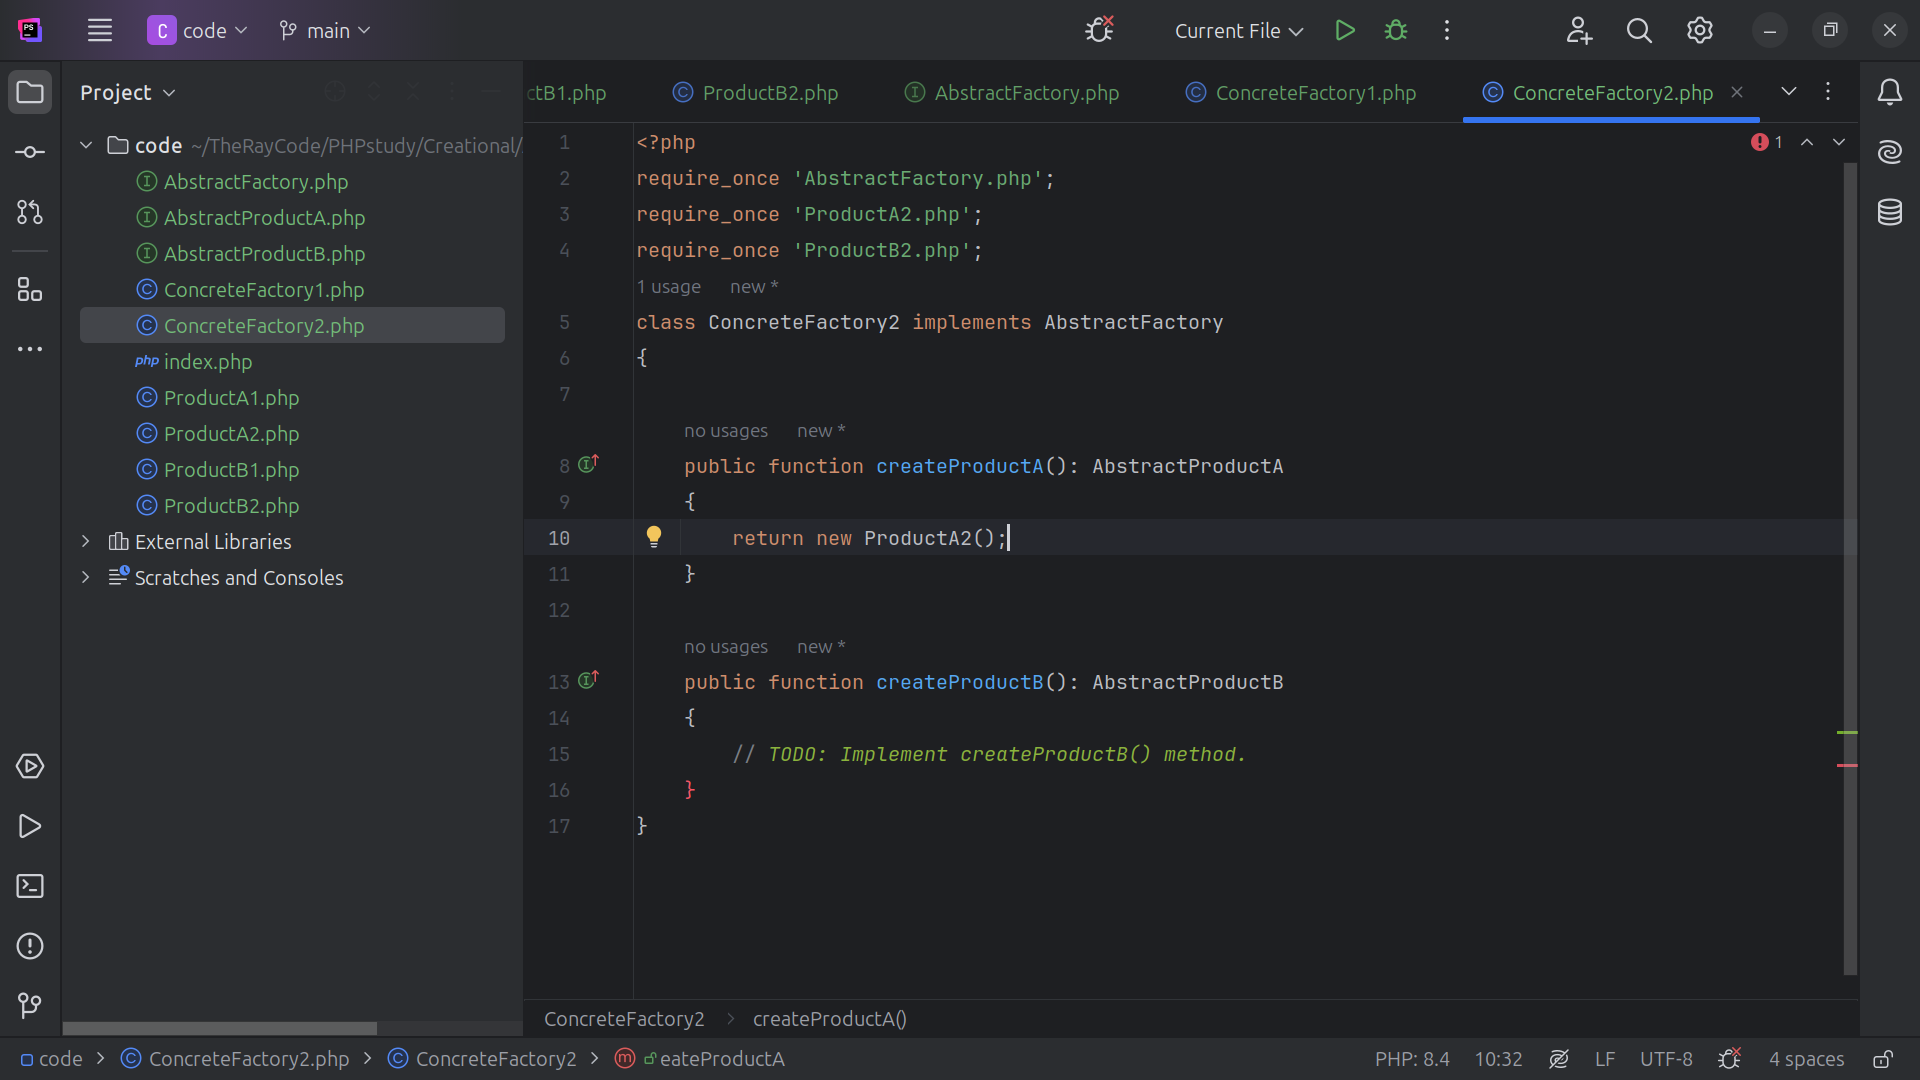 PS
C code
main
Current File
Project
ctB1.php
ProductB2.php
AbstractFactory.php
ConcreteFactory1.php
ConcreteFactory2.php
code ~/TheRayCode/PHPstudy/Creational/
AbstractFactory.php
AbstractProductA.php
AbstractProductB.php
ConcreteFactory1.php
ConcreteFactory2.php
php index.php
ProductA1.php
ProductA2.php
ProductB1.php
ProductB2.php
External Libraries
Scratches and Consoles
1 <?php
2 require_once 'AbstractFactory.php';
3 require_once 'ProductA2.php';
4 require_once 'ProductB2.php';
1 usage new *
5 class ConcreteFactory2 implements AbstractFactory
6 {
7
no usages new *
8 public function createProductA(): AbstractProductA
9 {
10 return new ProductA2();
11 }
12
no usages new *
13 public function createProductB(): AbstractProductB
14 {
15 // TODO: Implement createProductB() method.
16 }
17 }
1
ConcreteFactory2 > createProductA()
code > ConcreteFactory2.php > ConcreteFactory2 > m eateProductA
PHP: 8.4 10:32 LF UTF-8 4 spaces